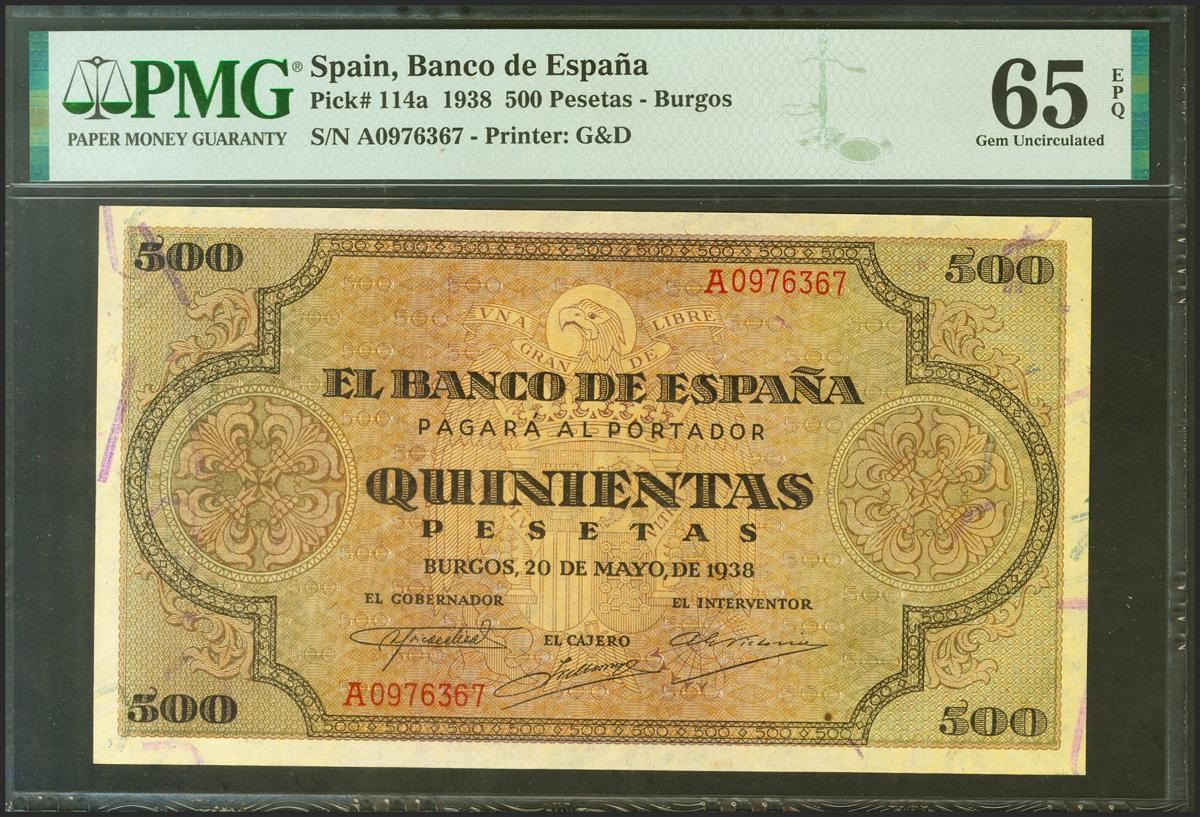 PMG®
PAPER MONEY GUARANTY
Spain, Banco de España
Pick# 114a 1938 500 Pesetas - Burgos
S/N A0976367 - Printer: G&D
65
EPQ
Gem Uncirculated
500
500
A0976367
VNA GRANDE LIBRE
EL BANCO DE ESPAÑA
PAGARÁ AL PORTADOR
QUINIENTAS
PESETAS
BURGOS, 20 DE MAYO, DE 1938
EL GOBERNADOR
EL INTERVENTOR
EL CAJERO
A0976367
500
500